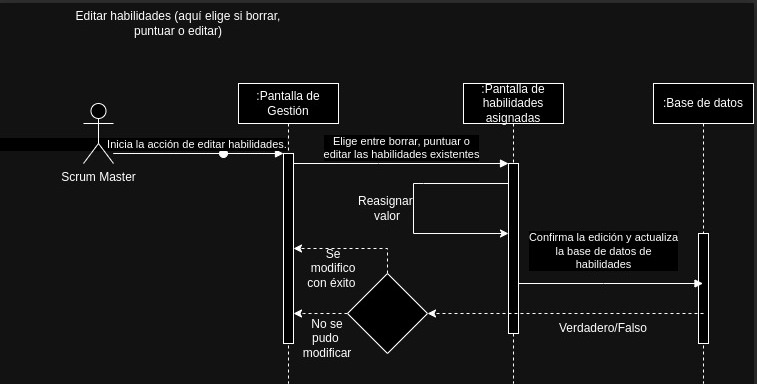 Editar habilidades (aquí elige si borrar,
puntuar o editar)
:Pantalla de
Gestión
:Pantalla de
habilidades
asignadas
:Base de datos
Inicia la acción de editar habilidades.
Elige entre borrar, puntuar o
editar las habilidades existentes
Scrum Master
Reasignar
valor
Confirma la edición y actualiza
la base de datos de
habilidades
Se
modifico
con éxito
No se
pudo
modificar
Verdadero/Falso